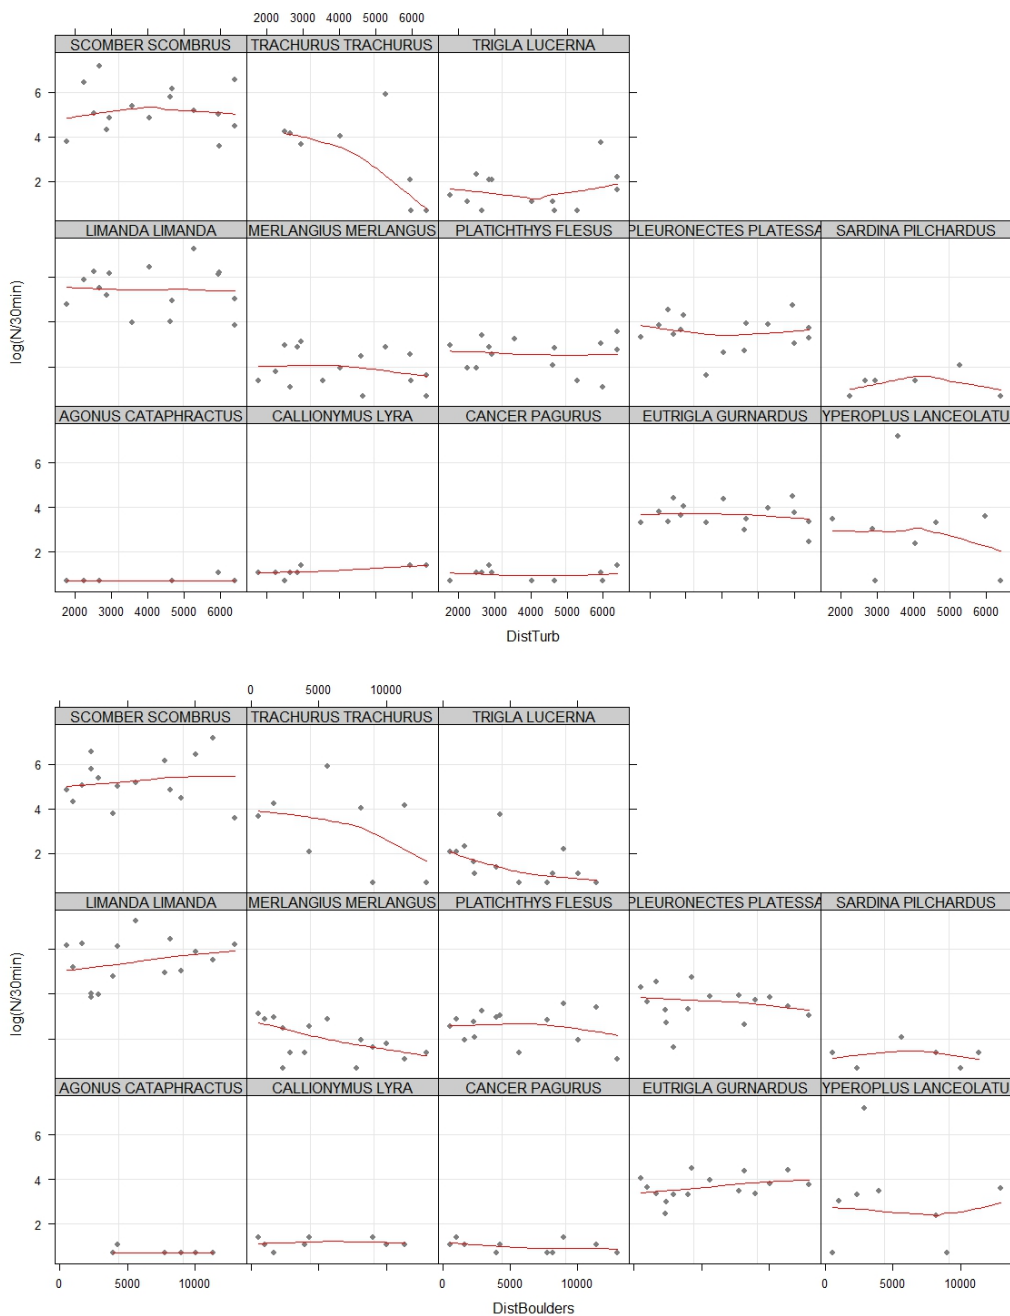 2000 3000 4000 5000 6000
SCOMBER SCOMBRUS TRACHURUS TRACHURUS TRIGLA LUCERNA
6
4
2
LIMANDA LIMANDA MERLANGIUS MERLANGUS PLATICHTHYS FLESUS PLEURONECTES PLATESSA SARDINA PILCHARDUS
log(N/30min)
AGONUS CATAPHRACTUS CALLIONYMUS LYRA CANCER PAGURUS EUTRIGLA GURNARDUS YPEROPLUS LANCEOLATU
6
4
2
2000 3000 4000 5000 6000 2000 3000 4000 5000 6000 2000 3000 4000 5000 6000
DistTurb
0 5000 10000
SCOMBER SCOMBRUS TRACHURUS TRACHURUS TRIGLA LUCERNA
6
4
2
LIMANDA LIMANDA MERLANGIUS MERLANGUS PLATICHTHYS FLESUS PLEURONECTES PLATESSA SARDINA PILCHARDUS
log(N/30min)
AGONUS CATAPHRACTUS CALLIONYMUS LYRA CANCER PAGURUS EUTRIGLA GURNARDUS YPEROPLUS LANCEOLATU
6
4
2
0 5000 10000 0 5000 10000 0 5000 10000
DistBoulders